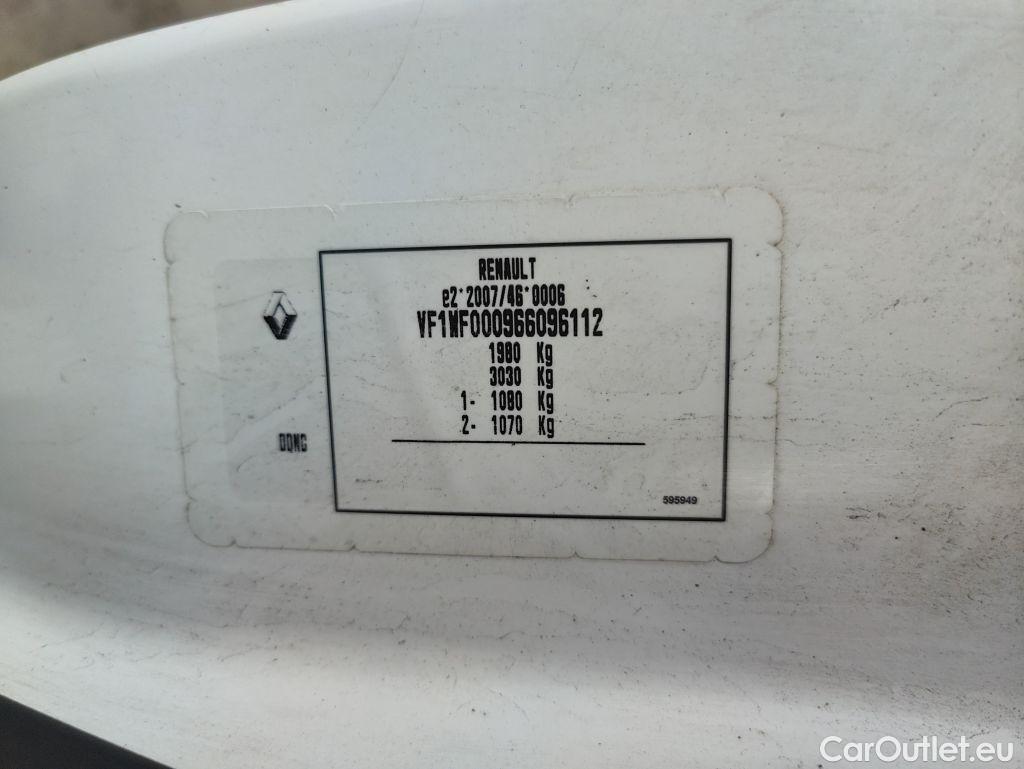 RENAULT
e2*2007/46*0006
VF1MF000966096112
1980 Kg
3030 Kg
1- 1080 Kg
2- 1070 Kg
595949
CarOutlet.eu